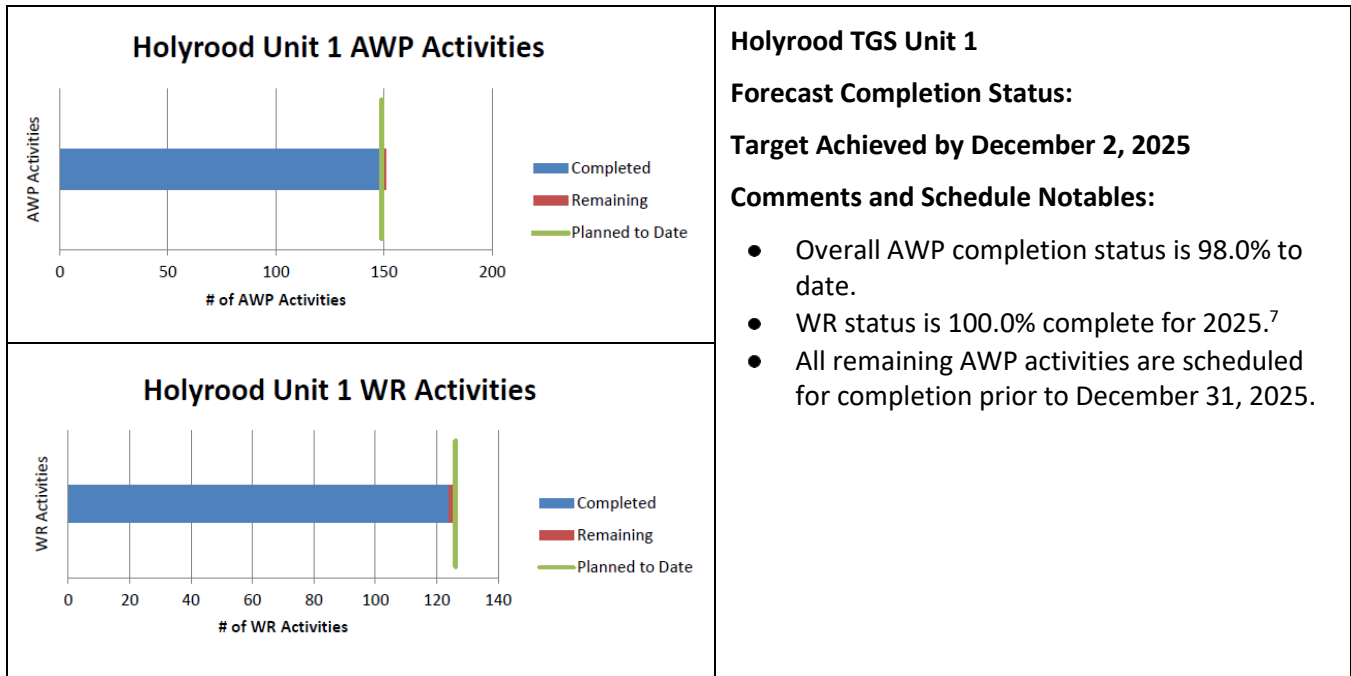 Holyrood Unit 1 AWP Activities
AWP Activities
Completed
Remaining
Planned to Date
0 50 100 150 200
# of AWP Activities
Holyrood Unit 1 WR Activities
WR Activities
Completed
Remaining
Planned to Date
0 20 40 60 80 100 120 140
# of WR Activities
Holyrood TGS Unit 1
Forecast Completion Status:
Target Achieved by December 2, 2025
Comments and Schedule Notables:
● Overall AWP completion status is 98.0% to
date.
● WR status is 100.0% complete for 2025.⁷
● All remaining AWP activities are scheduled
for completion prior to December 31, 2025.